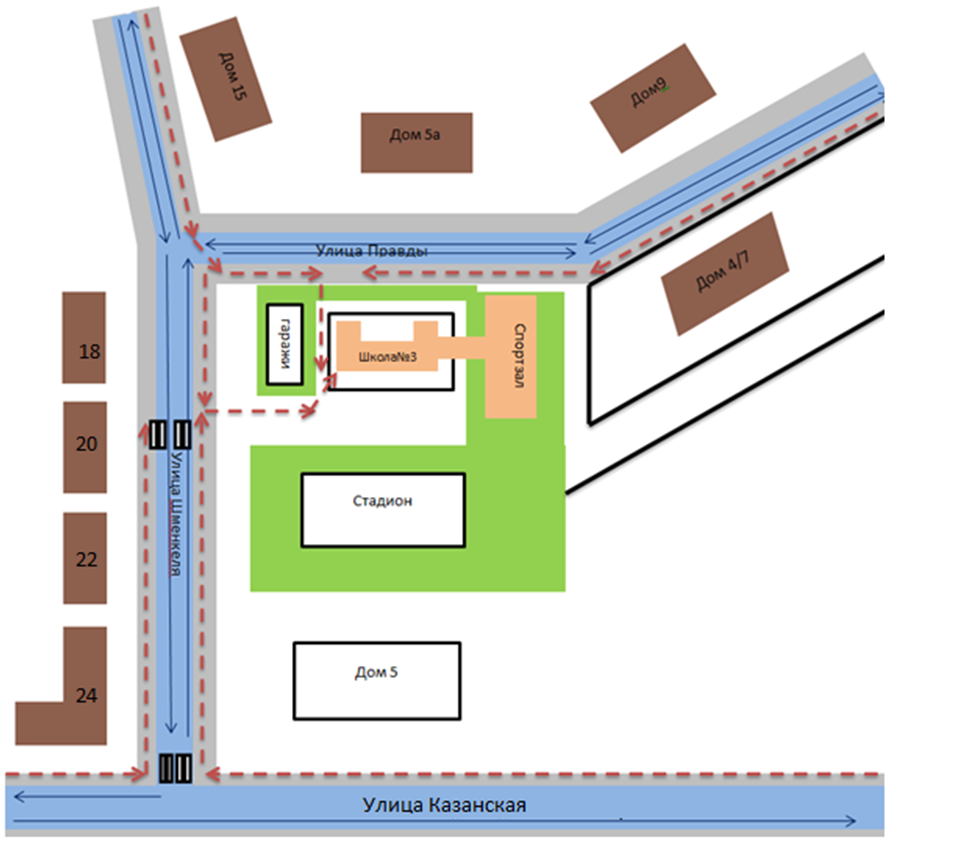 Дом 15
Дом 5а
Дом9
Улица Правды
Дом 4/7
гаражи
Школа№3
Спортзал
18
20
Улица Шменкеля
Стадион
22
Дом 5
24
Улица Казанская